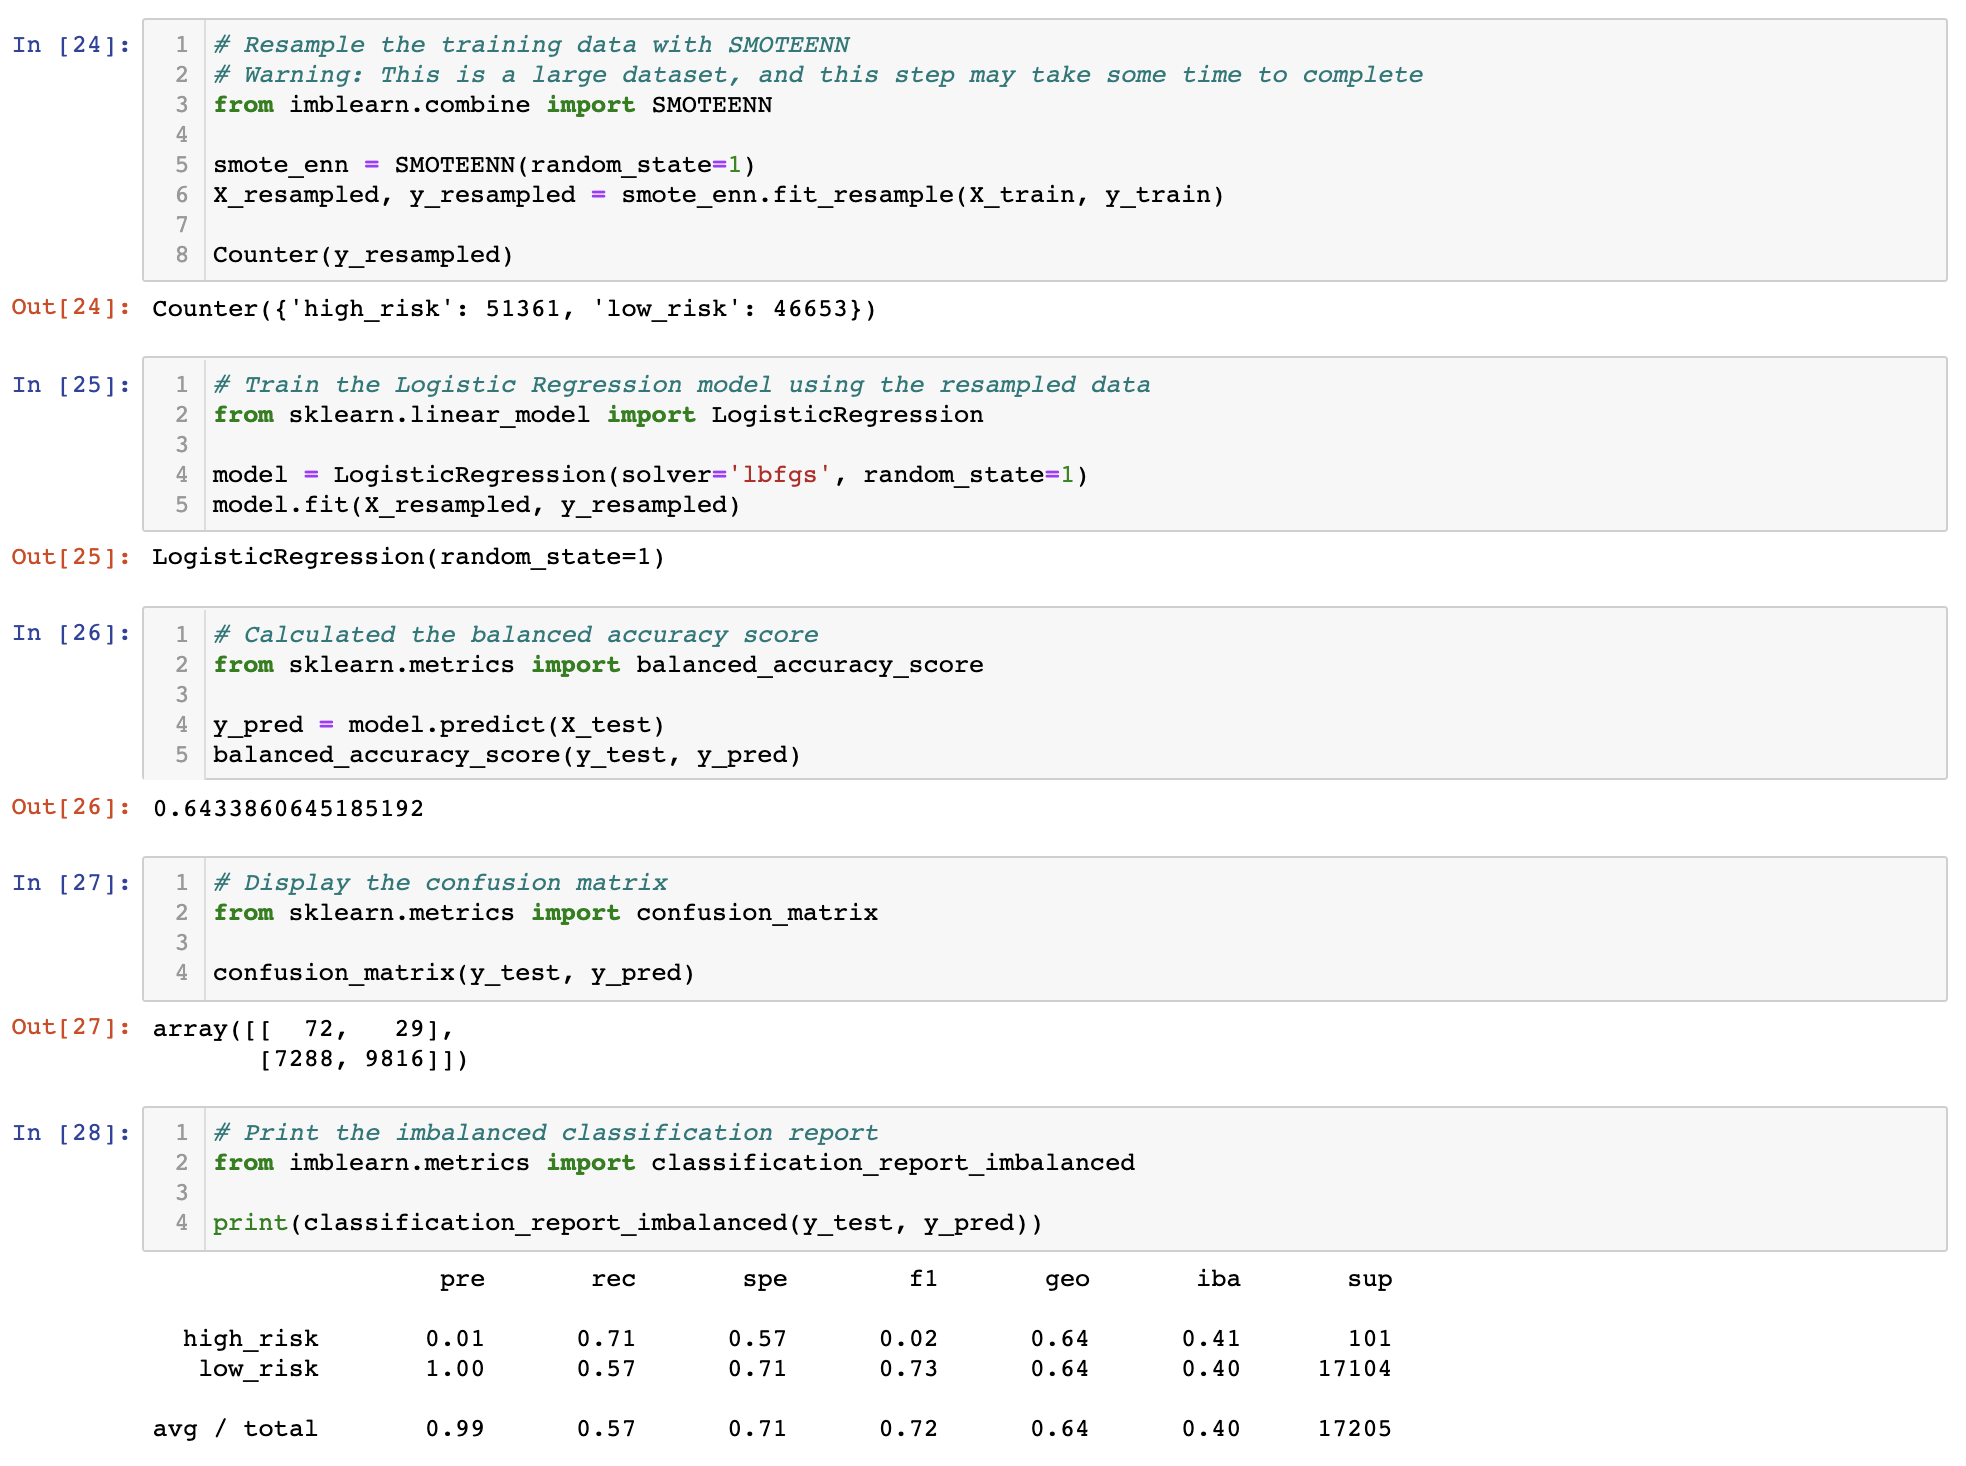 In [24]:
1 # Resample the training data with SMOTEENN
2 # Warning: This is a large dataset, and this step may take some time to complete
3 from imblearn.combine import SMOTEENN
4
5 smote_enn = SMOTEENN(random_state=1)
6 X_resampled, y_resampled = smote_enn.fit_resample(X_train, y_train)
7
8 Counter(y_resampled)
Out[24]: Counter({'high_risk': 51361, 'low_risk': 46653})
In [25]:
1 # Train the Logistic Regression model using the resampled data
2 from sklearn.linear_model import LogisticRegression
3
4 model = LogisticRegression(solver='lbfgs', random_state=1)
5 model.fit(X_resampled, y_resampled)
Out[25]: LogisticRegression(random_state=1)
In [26]:
1 # Calculated the balanced accuracy score
2 from sklearn.metrics import balanced_accuracy_score
3
4 y_pred = model.predict(X_test)
5 balanced_accuracy_score(y_test, y_pred)
Out[26]: 0.6433860645185192
In [27]:
1 # Display the confusion matrix
2 from sklearn.metrics import confusion_matrix
3
4 confusion_matrix(y_test, y_pred)
Out[27]: array([[  72,   29],
       [7288, 9816]])
In [28]:
1 # Print the imbalanced classification report
2 from imblearn.metrics import classification_report_imbalanced
3
4 print(classification_report_imbalanced(y_test, y_pred))
pre rec spe f1 geo iba sup
high_risk 0.01 0.71 0.57 0.02 0.64 0.41 101
low_risk 1.00 0.57 0.71 0.73 0.64 0.40 17104
avg / total 0.99 0.57 0.71 0.72 0.64 0.40 17205